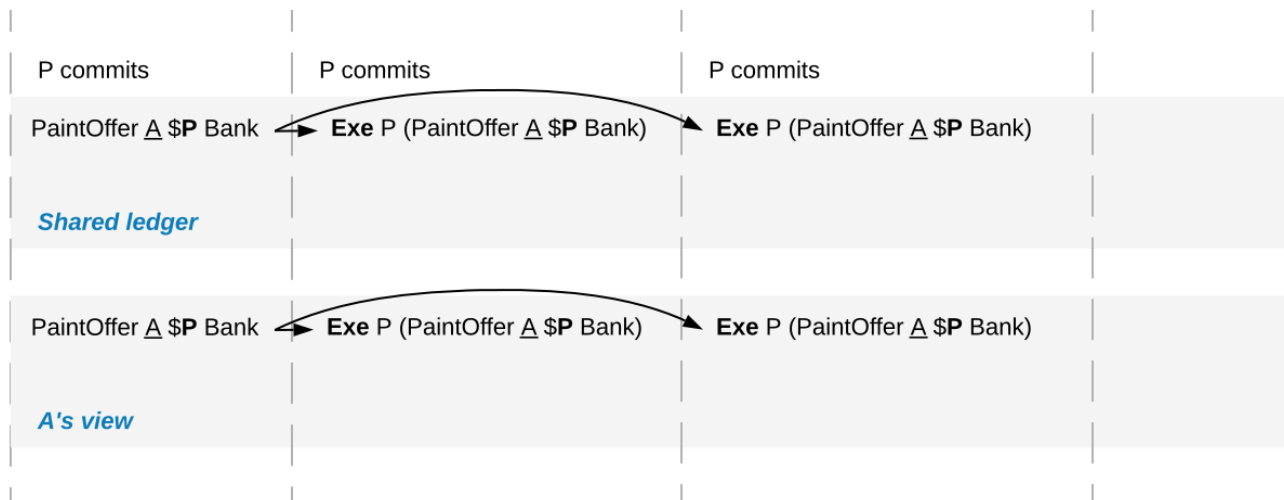 P commits P commits P commits
PaintOffer A $P Bank Exe P (PaintOffer A $P Bank) Exe P (PaintOffer A $P Bank)
Shared ledger
PaintOffer A $P Bank Exe P (PaintOffer A $P Bank) Exe P (PaintOffer A $P Bank)
A's view